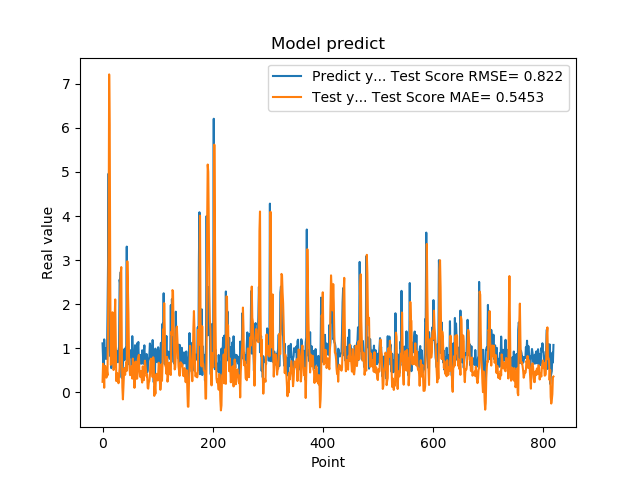 Model predict
Predict y... Test Score RMSE= 0.822
Test y... Test Score MAE= 0.5453
Real value
7
6
5
4
3
2
1
0
0 200 400 600 800
Point